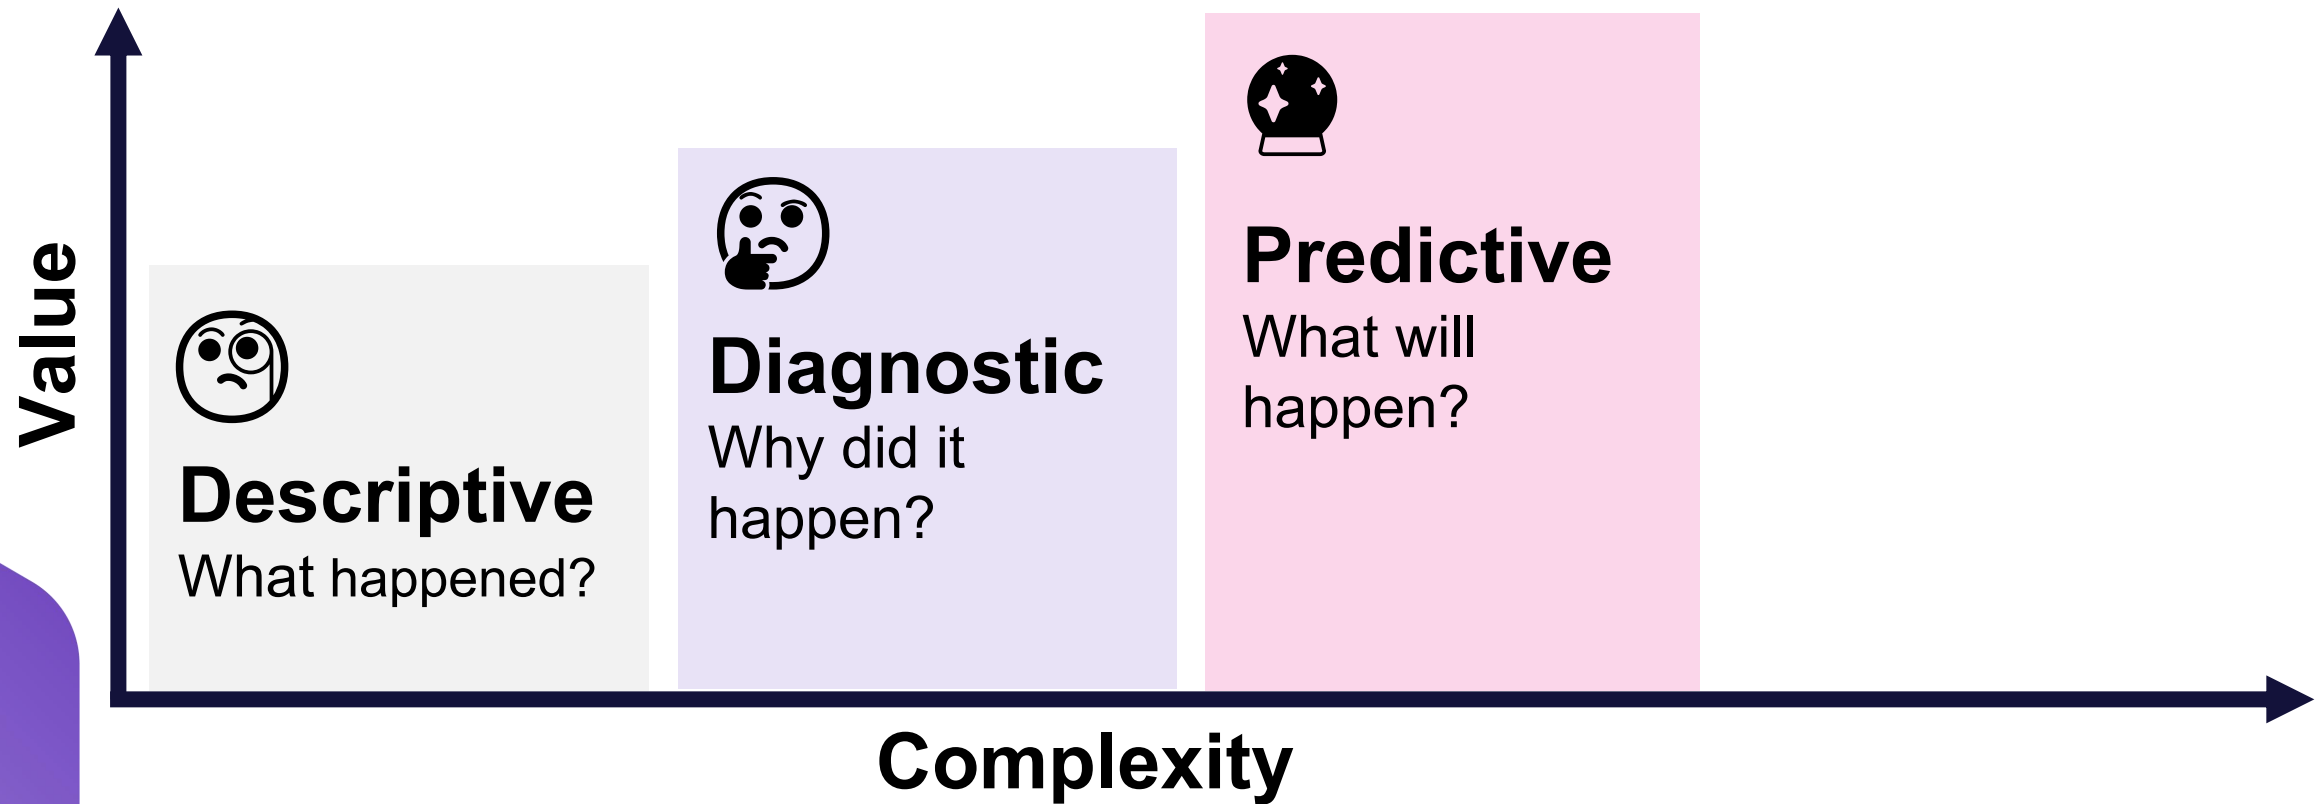 Value
Descriptive
What happened?
Diagnostic
Why did it
happen?
Predictive
What will
happen?
Complexity